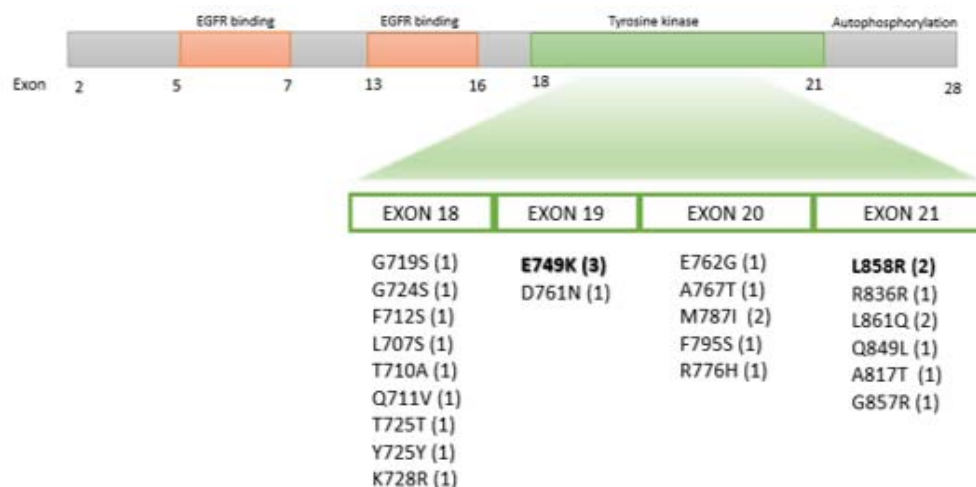 EGFR binding EGFR binding Tyrosine kinase Autophosphorylation
Exon 2 5 7 13 16 18 21 28
EXON 18 EXON 19 EXON 20 EXON 21
G719S (1) E749K (3) E762G (1) L858R (2)
G724S (1) D761N (1) A767T (1) R836R (1)
F712S (1) M787I (2) L861Q (2)
L707S (1) F795S (1) Q849L (1)
T710A (1) R776H (1) A817T (1)
Q711V (1) G857R (1)
T725T (1)
Y725Y (1)
K728R (1)